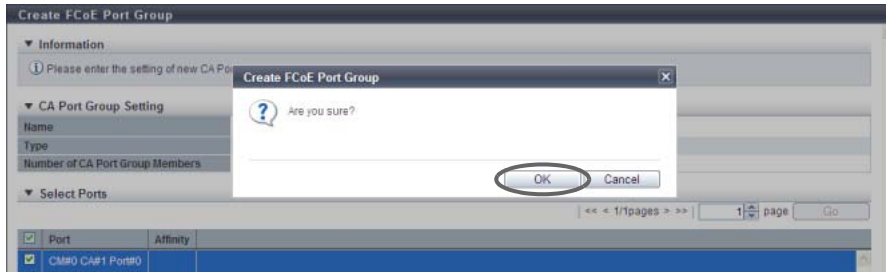 Create FCoE Port Group
Information
Please enter the setting of new CA Por
Create FCoE Port Group
Are you sure?
OK Cancel
CA Port Group Setting
Name
Type
Number of CA Port Group Members
Select Ports
<< < 1/1pages > >> 1 page Go
Port Affinity
CM#0 CA#1 Port#0